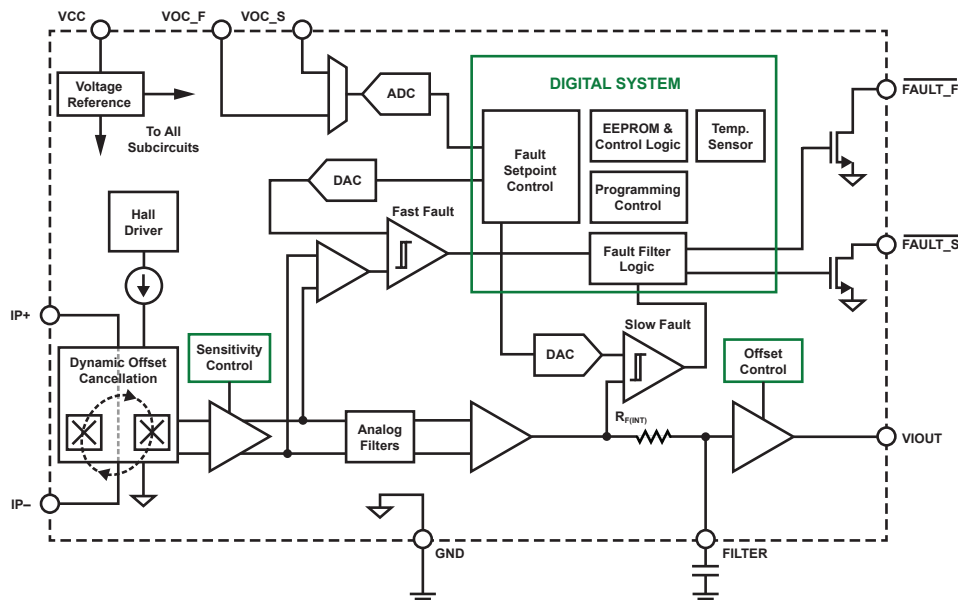 VCC
VOC_F
VOC_S
Voltage
Reference
To All
Subcircuits
ADC
DAC
DIGITAL SYSTEM
Fault
Setpoint
Control
EEPROM &
Control Logic
Temp.
Sensor
Programming
Control
Fault Filter
Logic
FAULT_F
FAULT_S
Hall
Driver
Fast Fault
IP+
Dynamic Offset
Cancellation
Sensitivity
Control
DAC
Slow Fault
Offset
Control
Analog
Filters
RF(INT)
VIOUT
IP–
GND
FILTER